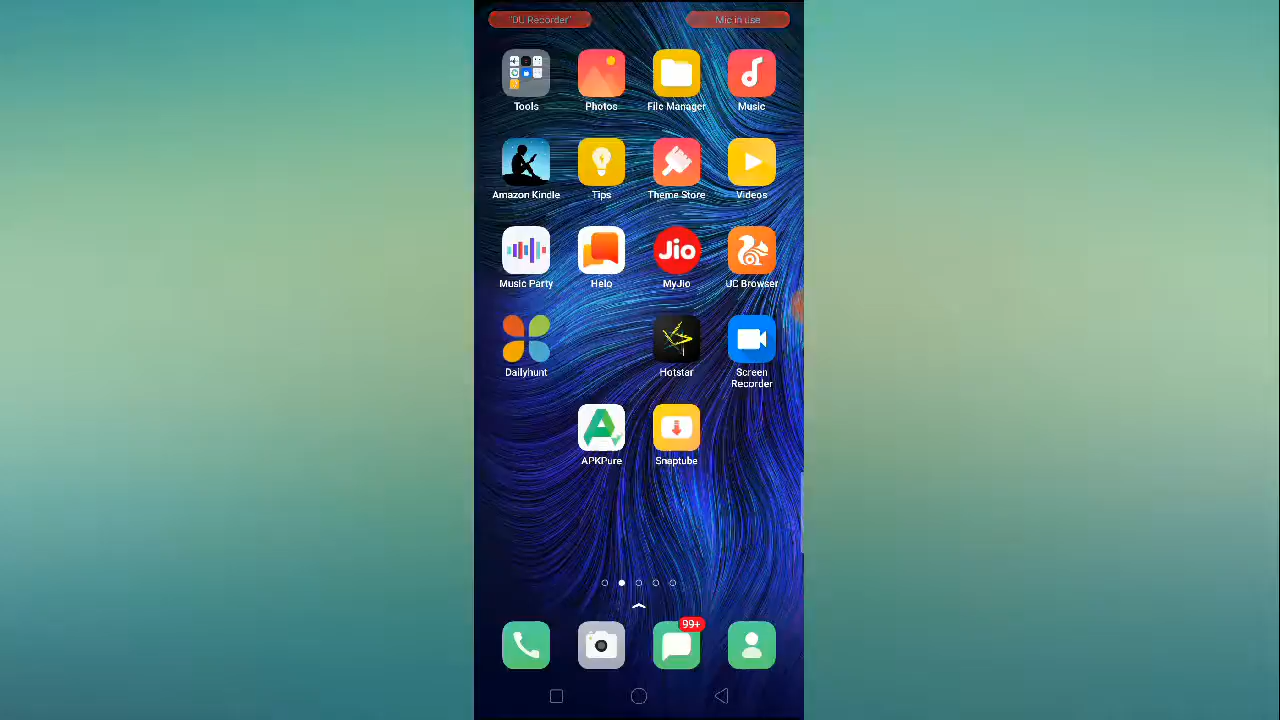 "DU Recorder" Mic in use
Tools Photos File Manager Music
Amazon Kindle Tips Theme Store Videos
Jio
Music Party Helo MyJio UC Browser
Dailyhunt Hotstar Screen
Recorder
APKPure Snaptube
99+